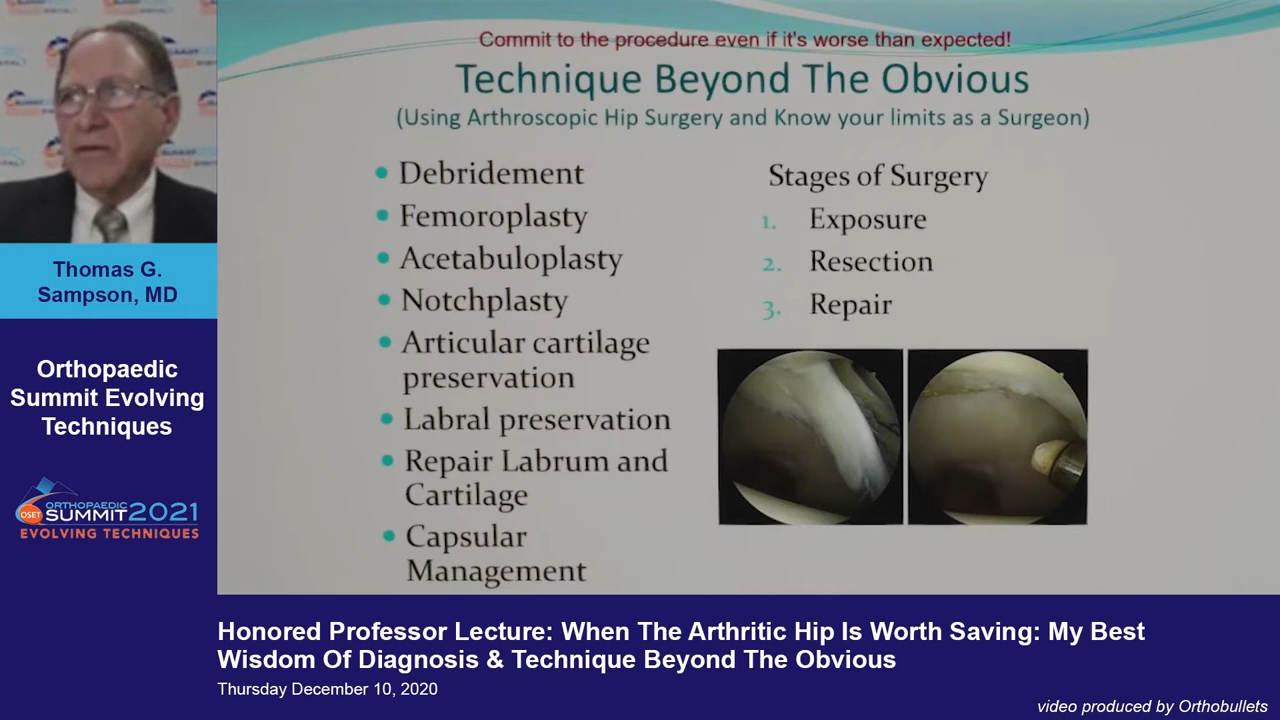 Commit to the procedure even if it's worse than expected!
Technique Beyond The Obvious
(Using Arthroscopic Hip Surgery and Know your limits as a Surgeon)
• Debridement
• Femoroplasty
• Acetabuloplasty
• Notchplasty
• Articular cartilage
preservation
• Labral preservation
• Repair Labrum and
Cartilage
• Capsular
Management
Stages of Surgery
1. Exposure
2. Resection
3. Repair
Thomas G.
Sampson, MD
Orthopaedic
Summit Evolving
Techniques
ORTHOPAEDIC
OSET SUMMIT 2021
EVOLVING TECHNIQUES
Honored Professor Lecture: When The Arthritic Hip Is Worth Saving: My Best
Wisdom Of Diagnosis & Technique Beyond The Obvious
Thursday December 10, 2020
video produced by Orthobullets